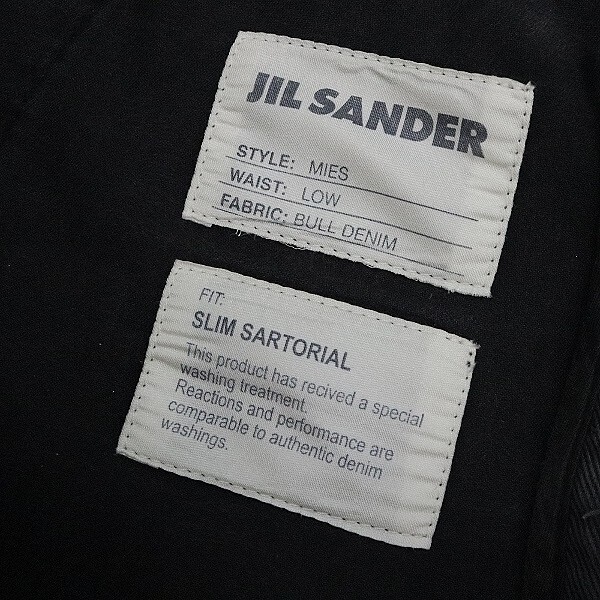 JIL SANDER
STYLE: MIES
WAIST: LOW
FABRIC: BULL DENIM
FIT:
SLIM SARTORIAL
This product has recived a special
washing treatment.
Reactions and performance are
comparable to authentic denim
washings.